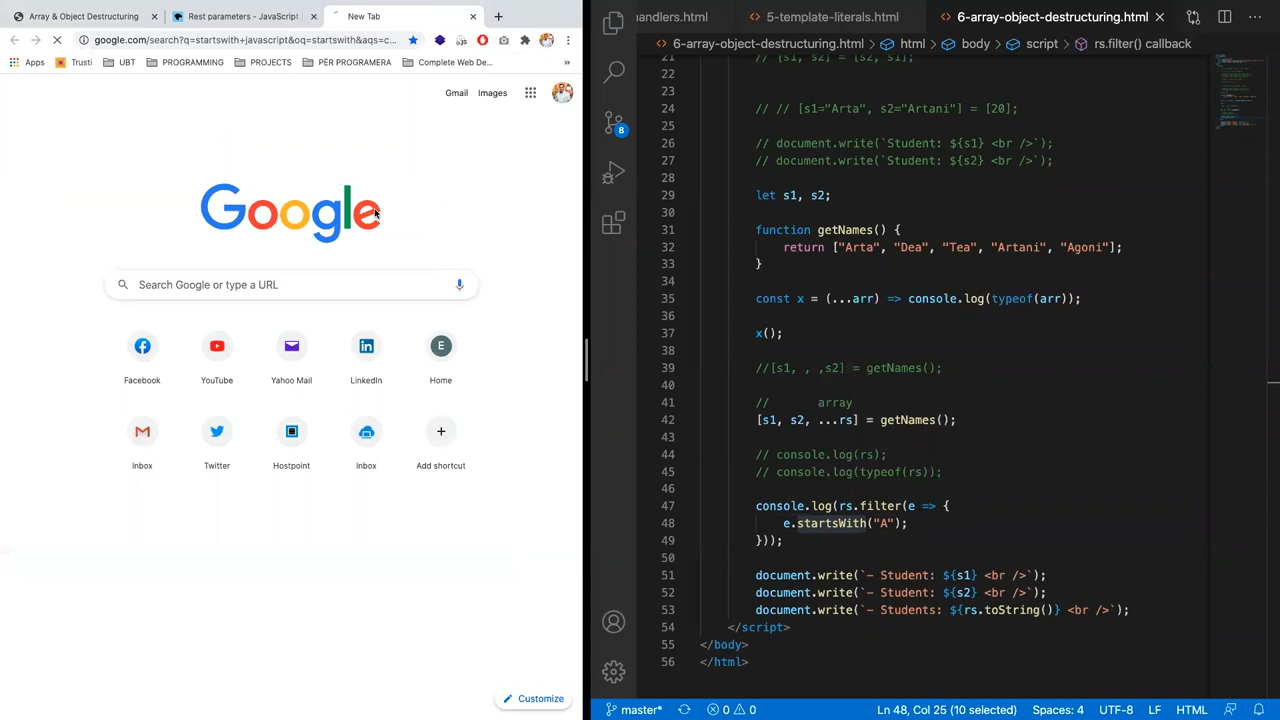 Array & Object Destructuring
Rest parameters - JavaScript
New Tab
google.com/search?q=startswith+javascript&oq=startswith&aqs=c...
Apps
Trusti
UBT
PROGRAMMING
PROJECTS
PËR PROGRAMERA
Complete Web De...
»
Gmail
Images
Google
Search Google or type a URL
Facebook
YouTube
Yahoo Mail
LinkedIn
E
Home
Inbox
Twitter
Hostpoint
Inbox
Add shortcut
Customize
handlers.html
5-template-literals.html
6-array-object-destructuring.html
6-array-object-destructuring.html
html
body
script
rs.filter() callback
8
21 // [s1, s2] = [s2, s1];
22
23
24 // // [s1="Arta", s2="Artani"] = [20];
25
26 // document.write(`Student: ${s1} <br />`);
27 // document.write(`Student: ${s2} <br />`);
28
29 let s1, s2;
30
31 function getNames() {
32 return ["Arta", "Dea", "Tea", "Artani", "Agoni"];
33 }
34
35 const x = (...arr) => console.log(typeof(arr));
36
37 x();
38
39 //[s1, , ,s2] = getNames();
40
41 // array
42 [s1, s2, ...rs] = getNames();
43
44 // console.log(rs);
45 // console.log(typeof(rs));
46
47 console.log(rs.filter(e => {
48 e.startsWith("A");
49 }));
50
51 document.write(`- Student: ${s1} <br />`);
52 document.write(`- Student: ${s2} <br />`);
53 document.write(`- Students: ${rs.toString()} <br />`);
54 </script>
55 </body>
56 </html>
master*
0
0
Ln 48, Col 25 (10 selected)
Spaces: 4
UTF-8
LF
HTML